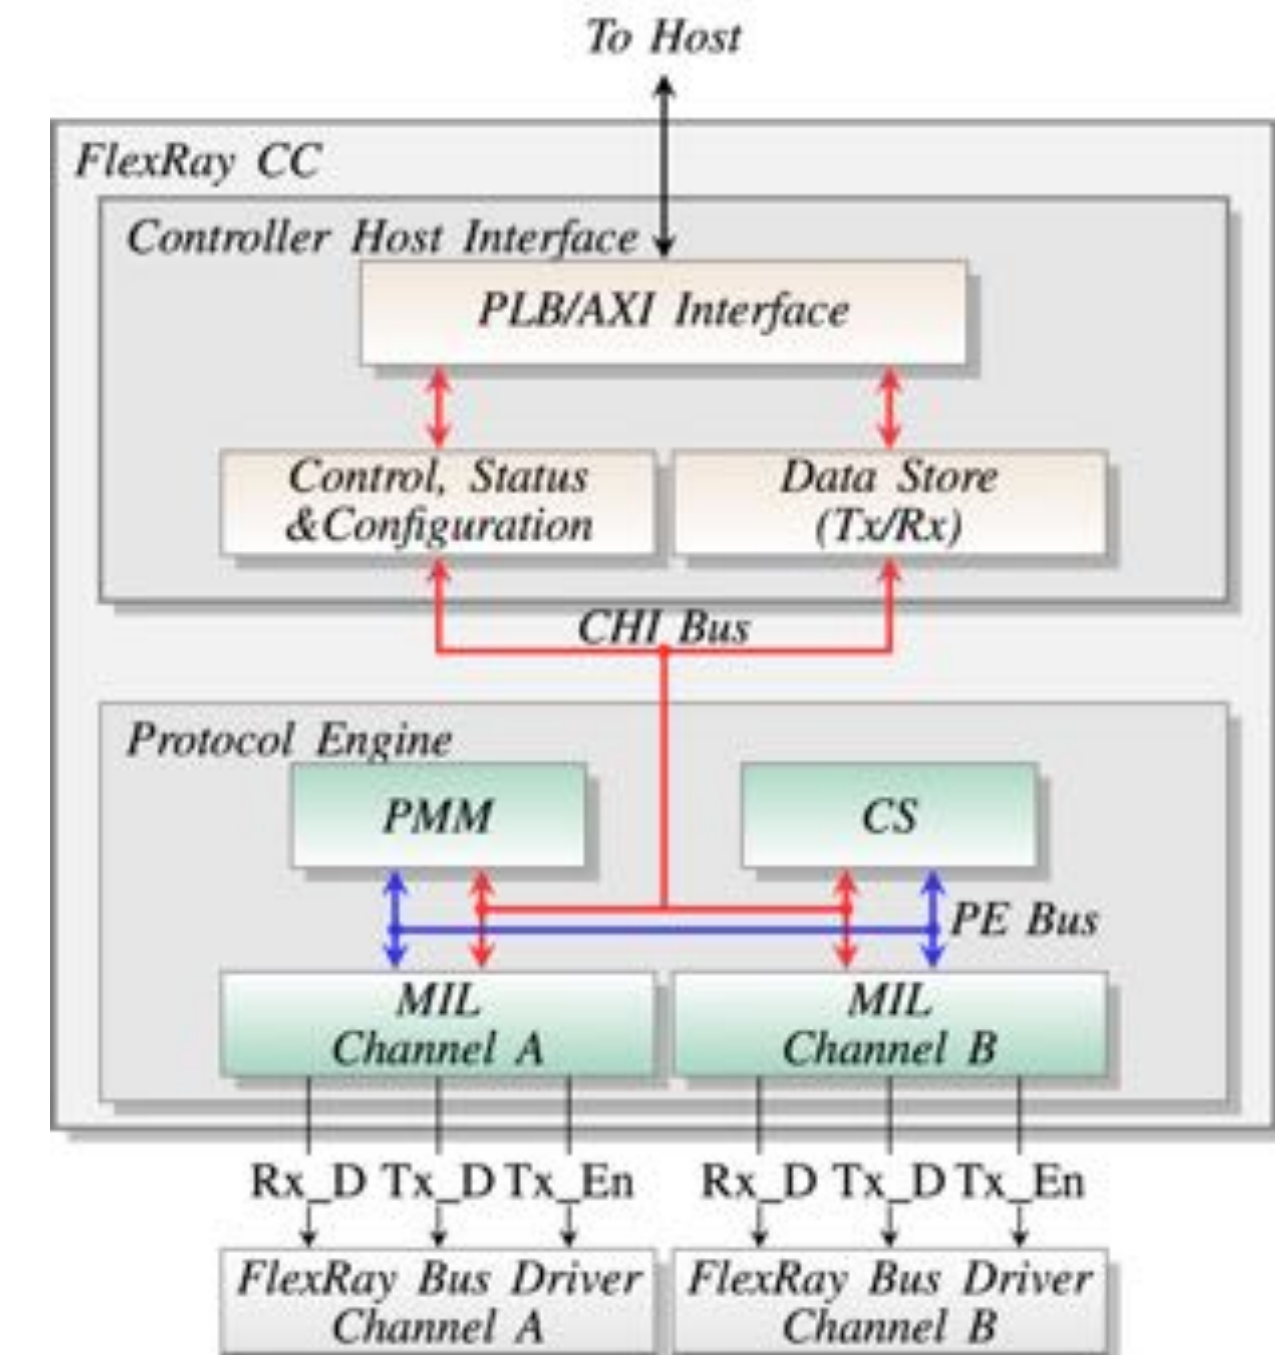 To Host
FlexRay CC
Controller Host Interface
PLB/AXI Interface
Control, Status
&Configuration
Data Store
(Tx/Rx)
CHI Bus
Protocol Engine
PMM
CS
PE Bus
MIL
Channel A
MIL
Channel B
Rx_D Tx_D Tx_En
Rx_D Tx_D Tx_En
FlexRay Bus Driver
Channel A
FlexRay Bus Driver
Channel B